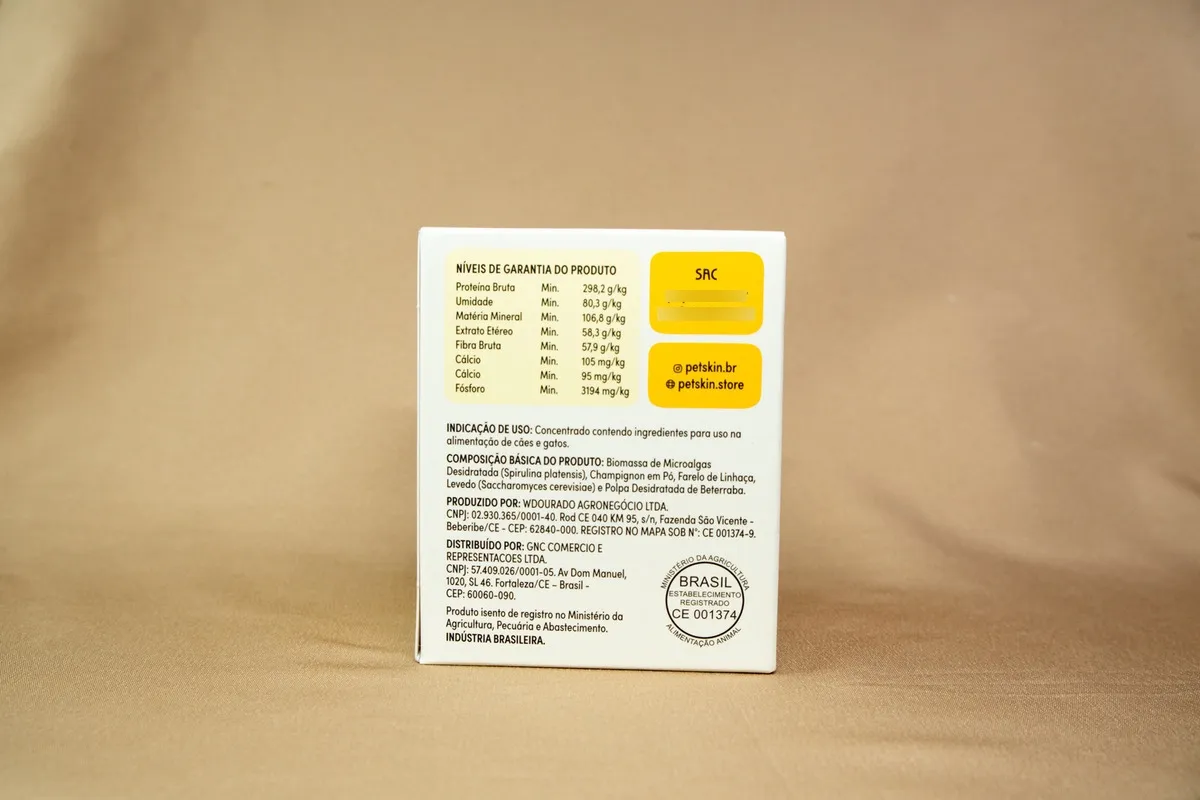 NÍVEIS DE GARANTIA DO PRODUTO
Proteína Bruta Min. 298,2 g/kg
Umidade Min. 80,3 g/kg
Matéria Mineral Min. 106,8 g/kg
Extrato Etéreo Min. 58,3 g/kg
Fibra Bruta Min. 57,9 g/kg
Cálcio Min. 105 mg/kg
Cálcio Min. 95 mg/kg
Fósforo Min. 3194 mg/kg
SAC
petskin.br
petskin.store
INDICAÇÃO DE USO: Concentrado contendo ingredientes para uso na
alimentação de cães e gatos.
COMPOSIÇÃO BÁSICA DO PRODUTO: Biomassa de Microalgas
Desidratada (Spirulina platensis), Champignon em Pó, Farelo de Linhaça,
Levedo (Saccharomyces cerevisiae) e Polpa Desidratada de Beterraba.
PRODUZIDO POR: WDOURADO AGRONEGÓCIO LTDA.
CNPJ: 02.930.365/0001-40. Rod CE 040 KM 95, s/n, Fazenda São Vicente -
Beberibe/CE - CEP: 62840-000. REGISTRO NO MAPA SOB N°: CE 001374-9.
DISTRIBUÍDO POR: GNC COMERCIO E
REPRESENTACOES LTDA.
CNPJ: 57.409.026/0001-05. Av Dom Manuel,
1020, SL 46. Fortaleza/CE – Brasil -
CEP: 60060-090.
Produto isento de registro no Ministério da
Agricultura, Pecuária e Abastecimento.
INDÚSTRIA BRASILEIRA.
MINISTÉRIO DA AGRICULTURA
BRASIL
ESTABELECIMENTO
REGISTRADO
CE 001374
ALIMENTAÇÃO ANIMAL